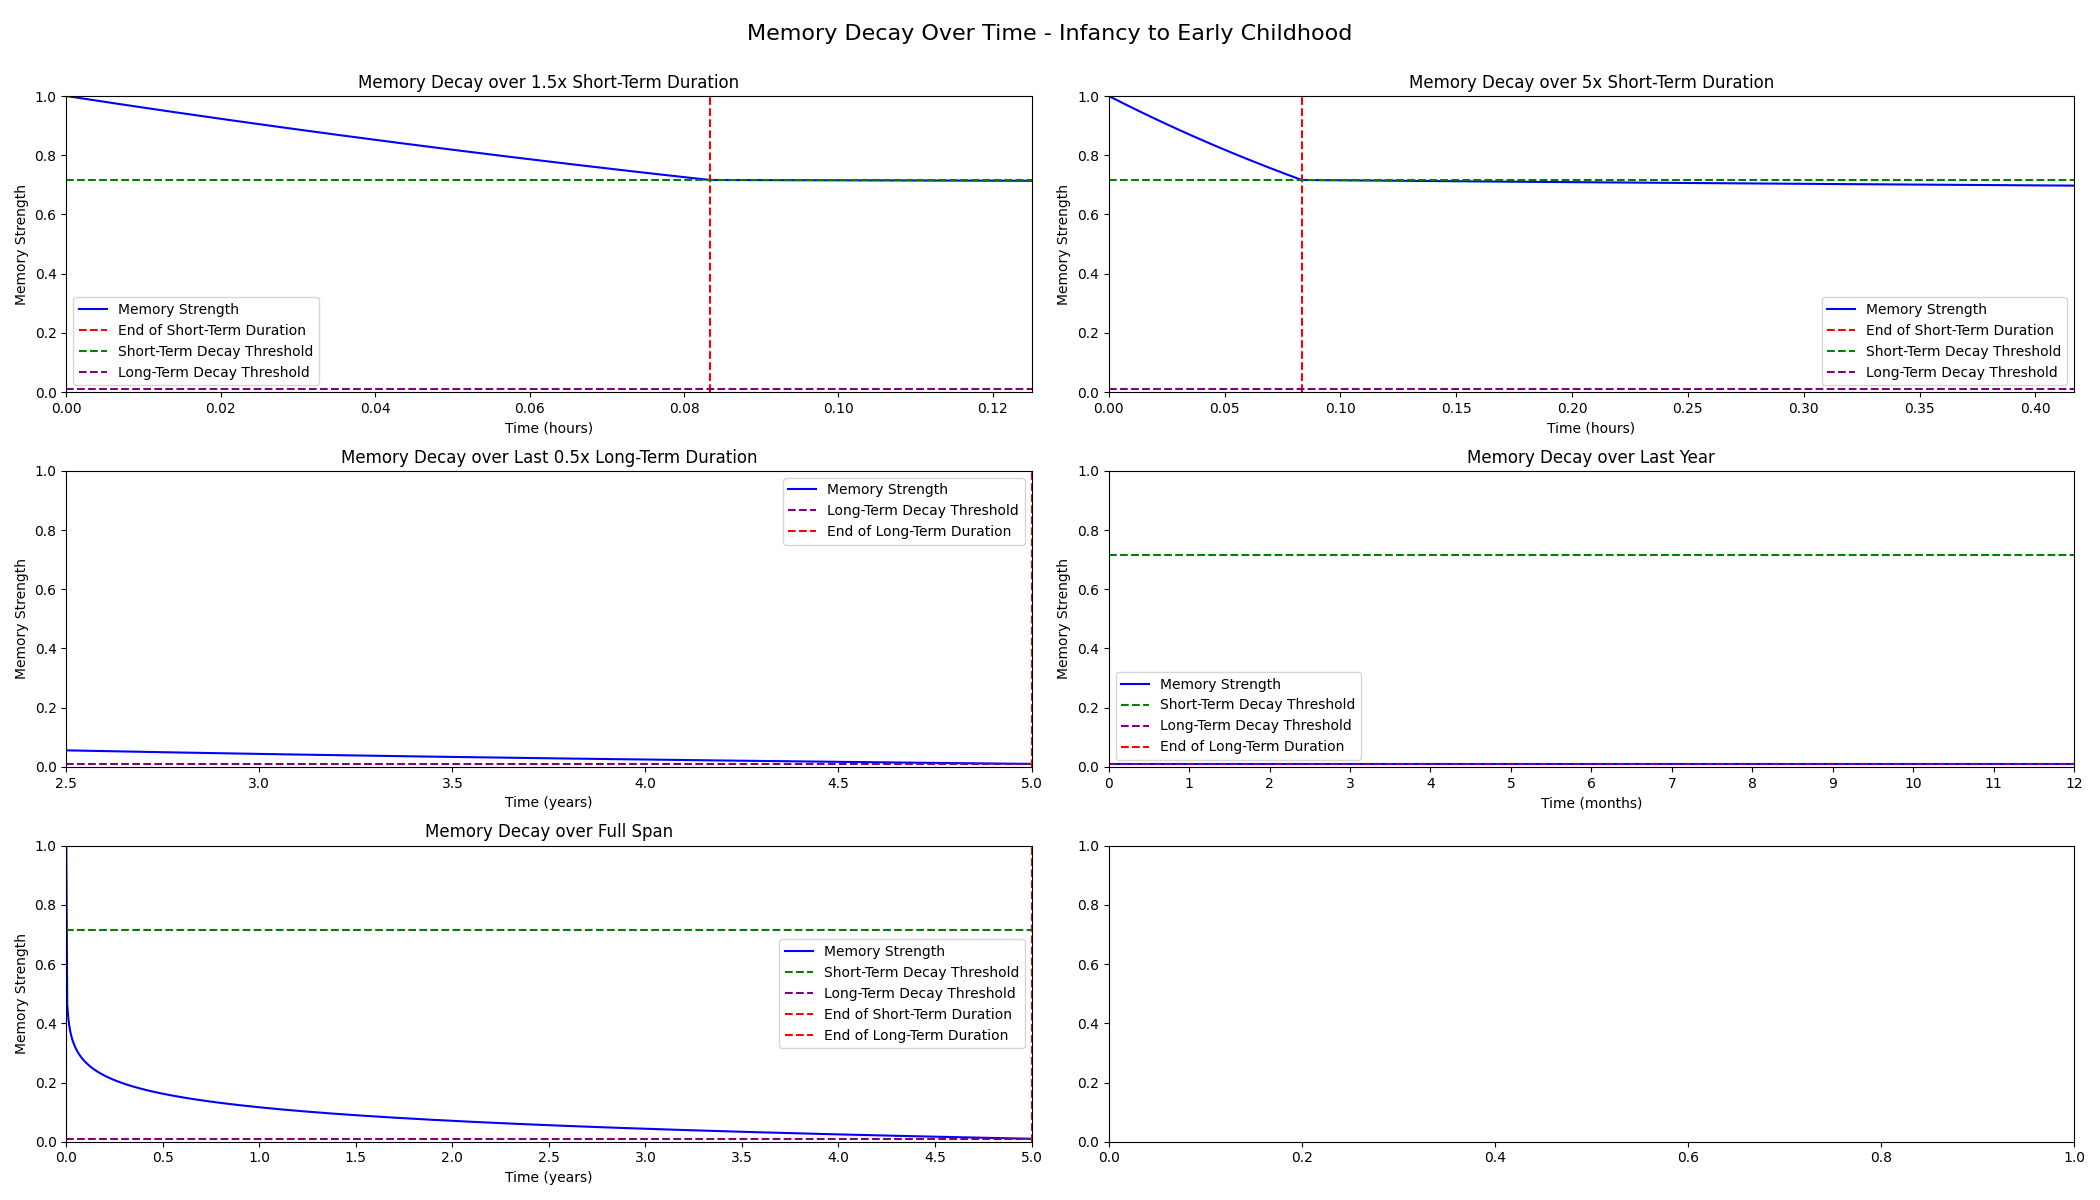 Memory Decay Over Time - Infancy to Early Childhood
Memory Decay over 1.5x Short-Term Duration
1.0
0.8
0.6
0.4
0.2
0.0
Memory Strength
Memory Strength
End of Short-Term Duration
Short-Term Decay Threshold
Long-Term Decay Threshold
0.00 0.02 0.04 0.06 0.08 0.10 0.12
Time (hours)
Memory Decay over 5x Short-Term Duration
1.0
0.8
0.6
0.4
0.2
0.0
Memory Strength
Memory Strength
End of Short-Term Duration
Short-Term Decay Threshold
Long-Term Decay Threshold
0.00 0.05 0.10 0.15 0.20 0.25 0.30 0.35 0.40
Time (hours)
Memory Decay over Last 0.5x Long-Term Duration
1.0
0.8
0.6
0.4
0.2
0.0
Memory Strength
Memory Strength
Long-Term Decay Threshold
End of Long-Term Duration
2.5 3.0 3.5 4.0 4.5 5.0
Time (years)
Memory Decay over Last Year
1.0
0.8
0.6
0.4
0.2
0.0
Memory Strength
Memory Strength
Short-Term Decay Threshold
Long-Term Decay Threshold
End of Long-Term Duration
0 1 2 3 4 5 6 7 8 9 10 11 12
Time (months)
Memory Decay over Full Span
1.0
0.8
0.6
0.4
0.2
0.0
Memory Strength
Memory Strength
Short-Term Decay Threshold
Long-Term Decay Threshold
End of Short-Term Duration
End of Long-Term Duration
0.0 0.5 1.0 1.5 2.0 2.5 3.0 3.5 4.0 4.5 5.0
Time (years)
1.0
0.8
0.6
0.4
0.2
0.0
0.0 0.2 0.4 0.6 0.8 1.0